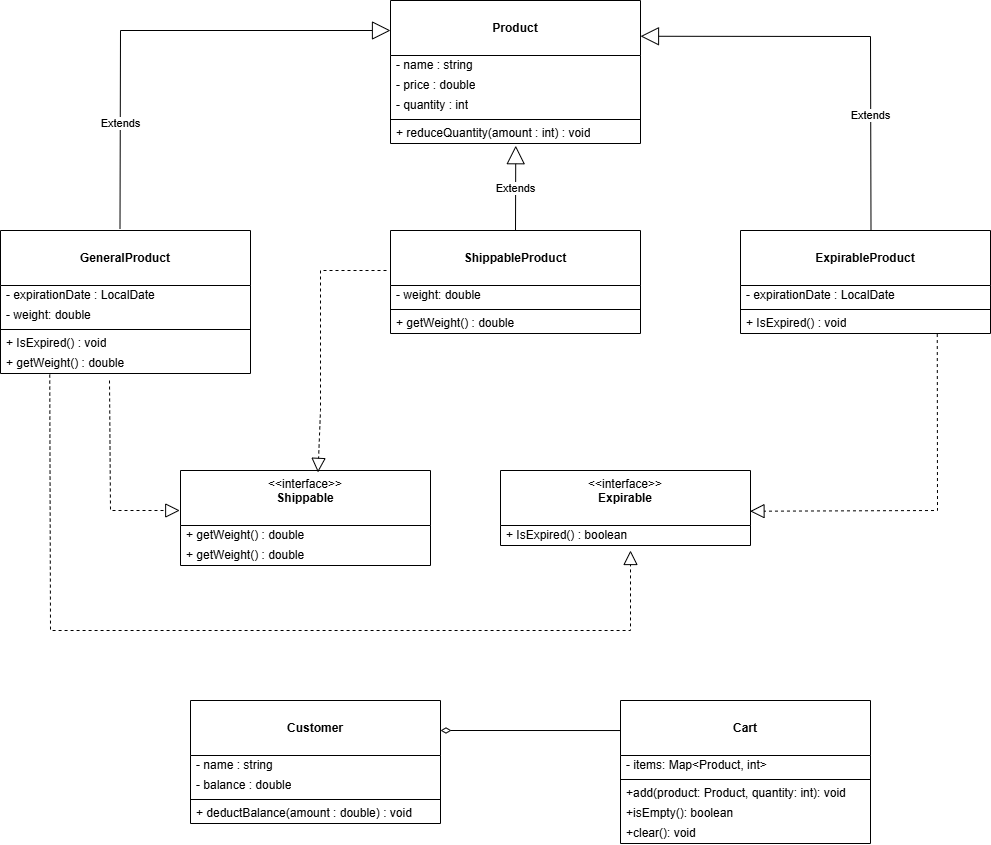 Product
- name : string
- price : double
- quantity : int
+ reduceQuantity(amount : int) : void
Extends
Extends
Extends
GeneralProduct
- expirationDate : LocalDate
- weight: double
+ IsExpired() : void
+ getWeight() : double
ShippableProduct
- weight: double
+ getWeight() : double
ExpirableProduct
- expirationDate : LocalDate
+ IsExpired() : void
<<interface>>
Shippable
+ getWeight() : double
+ getWeight() : double
<<interface>>
Expirable
+ IsExpired() : boolean
Customer
- name : string
- balance : double
+ deductBalance(amount : double) : void
Cart
- items: Map<Product, int>
+add(product: Product, quantity: int): void
+isEmpty(): boolean
+clear(): void